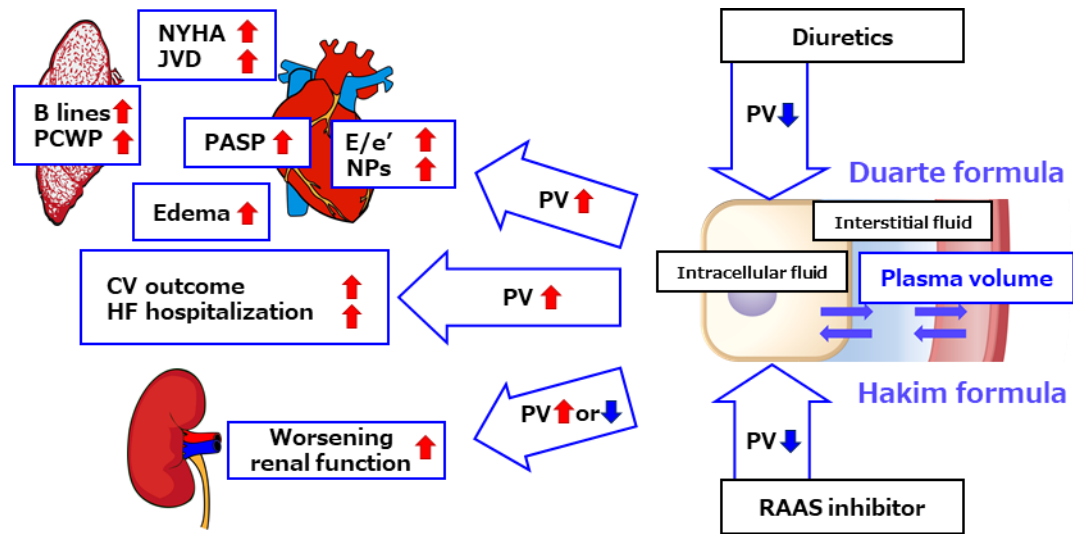 NYHA
JVD
B lines
PCWP
PASP
E/e’
NPs
Edema
CV outcome
HF hospitalization
Worsening
renal function
PV
PV
PV or
Diuretics
PV
Duarte formula
Interstitial fluid
Intracellular fluid
Plasma volume
Hakim formula
PV
RAAS inhibitor